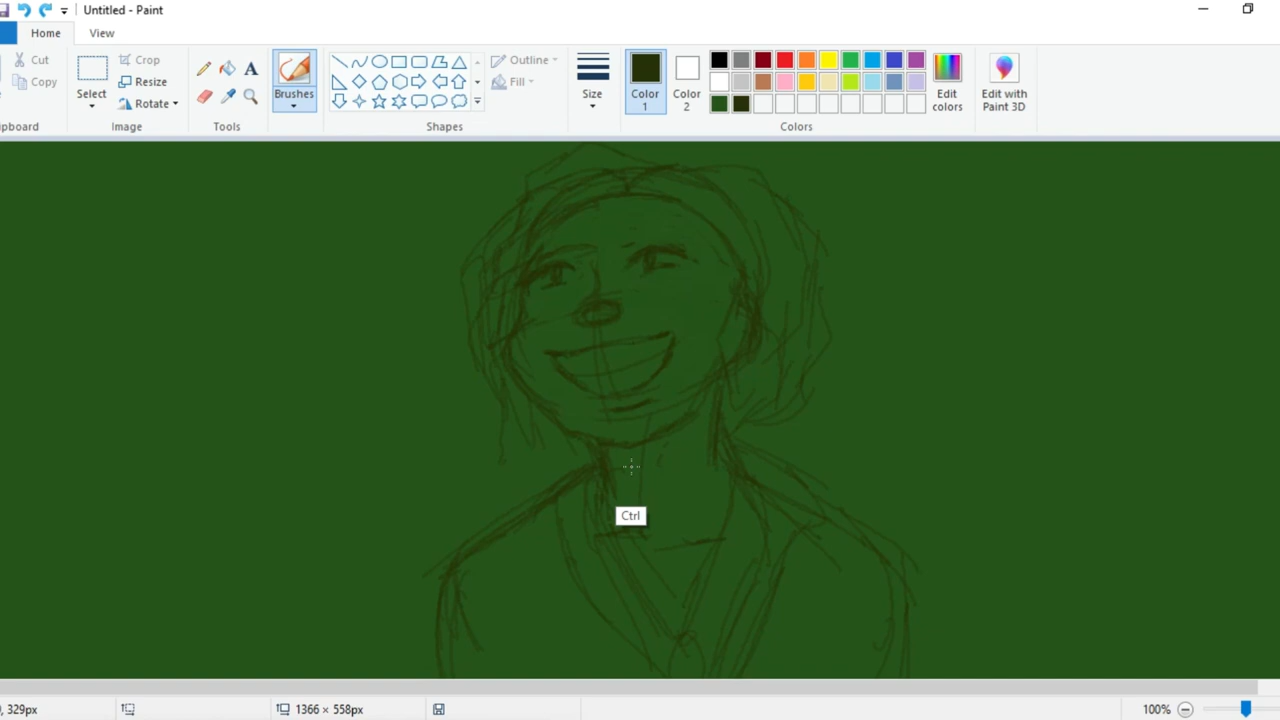 Untitled - Paint
Home
View
Cut
Copy
Select
Crop
Resize
Rotate
Brushes
Outline
Fill
Size
Color
1
Color
2
Edit
colors
Edit with
Paint 3D
pboard
Image
Tools
Shapes
Colors
Ctrl
, 329px
1366 × 558px
100%